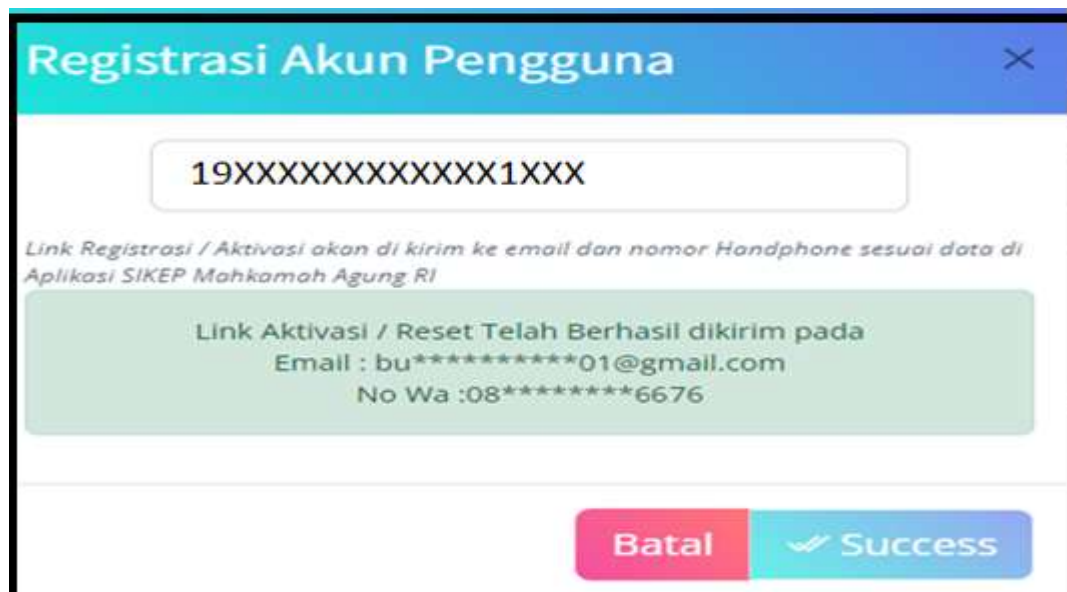 Registrasi Akun Pengguna
19XXXXXXXXXXXX1XXX
Link Registrasi / Aktivasi akan di kirim ke email dan nomor Handphone sesuai data di
Aplikasi SIKEP Mahkamah Agung RI
Link Aktivasi / Reset Telah Berhasil dikirim pada
Email : bu**********01@gmail.com
No Wa :08********6676
Batal
Success